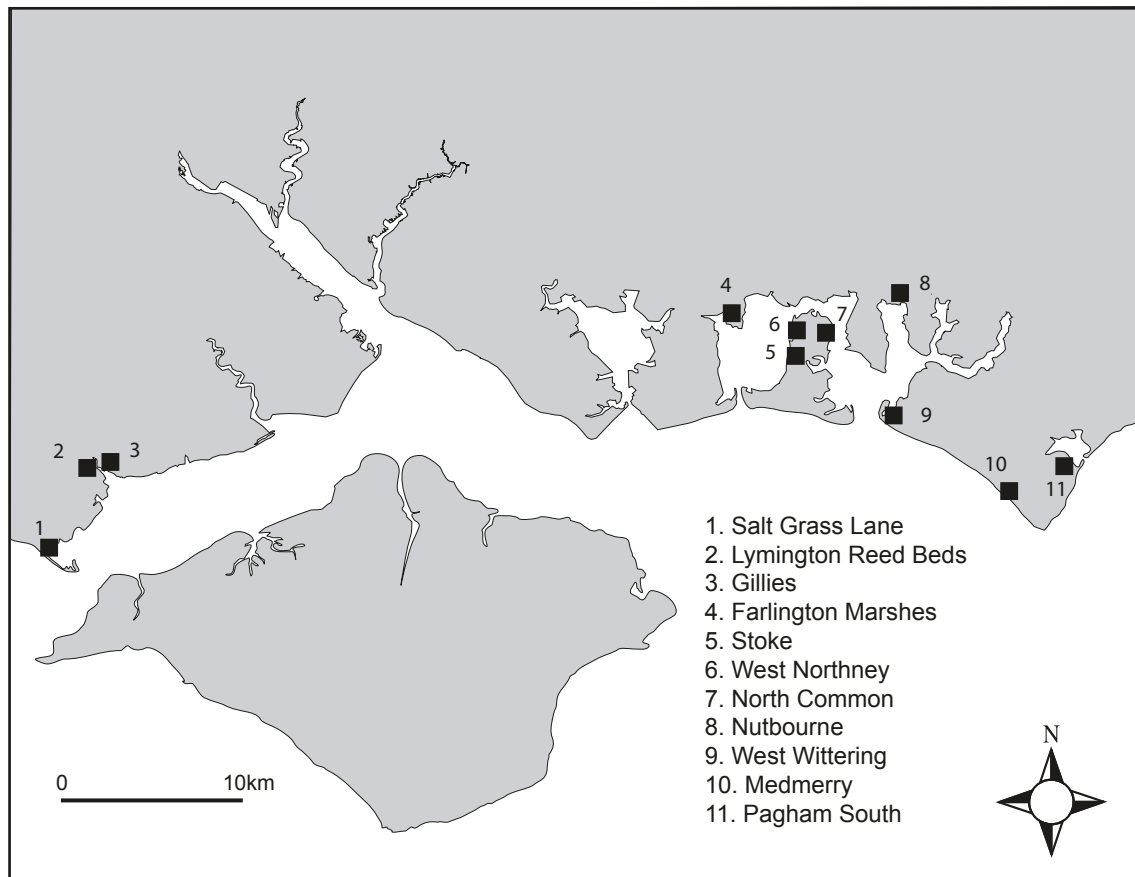 4
8
7
6
5
9
2
3
10
11
1
1. Salt Grass Lane
2. Lymington Reed Beds
3. Gillies
4. Farlington Marshes
5. Stoke
6. West Northney
7. North Common
8. Nutbourne
9. West Wittering
10. Medmerry
11. Pagham South
N
0 10km